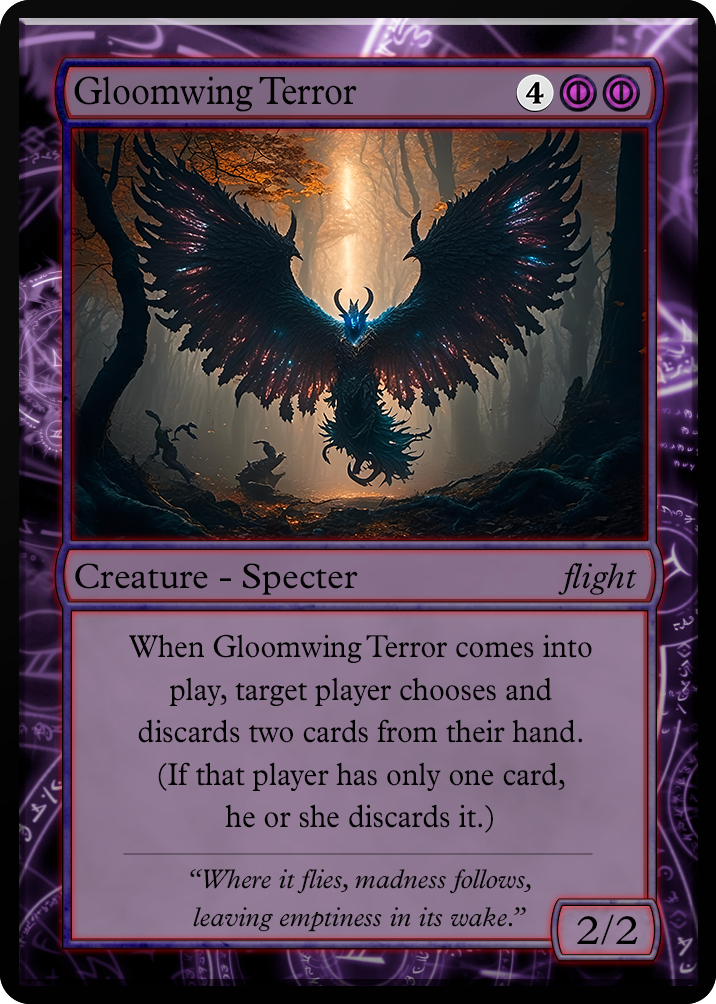 Gloomwing Terror 4
Creature - Specter flight
When Gloomwing Terror comes into
play, target player chooses and
discards two cards from their hand.
(If that player has only one card,
he or she discards it.)
“Where it flies, madness follows,
leaving emptiness in its wake.”
2/2